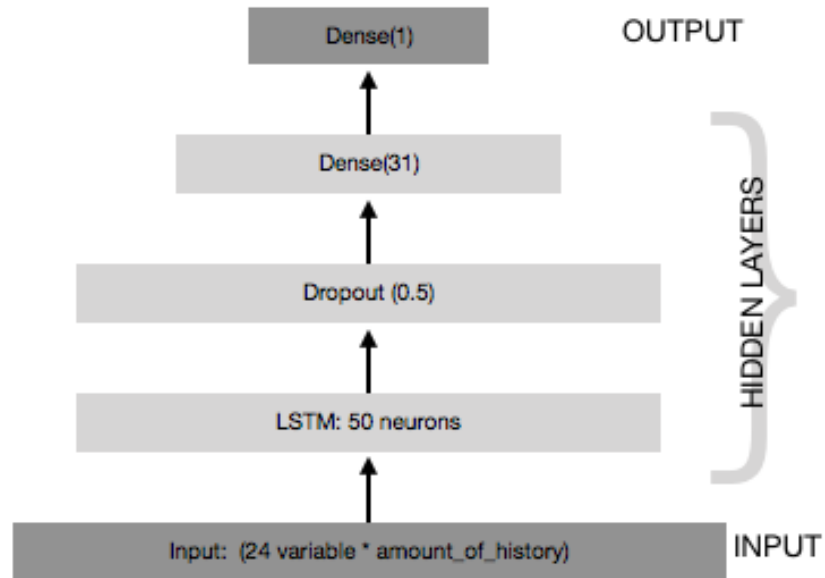 Dense(1)
OUTPUT
Dense(31)
Dropout (0.5)
LSTM: 50 neurons
HIDDEN LAYERS
Input:  (24 variable * amount_of_history)
INPUT